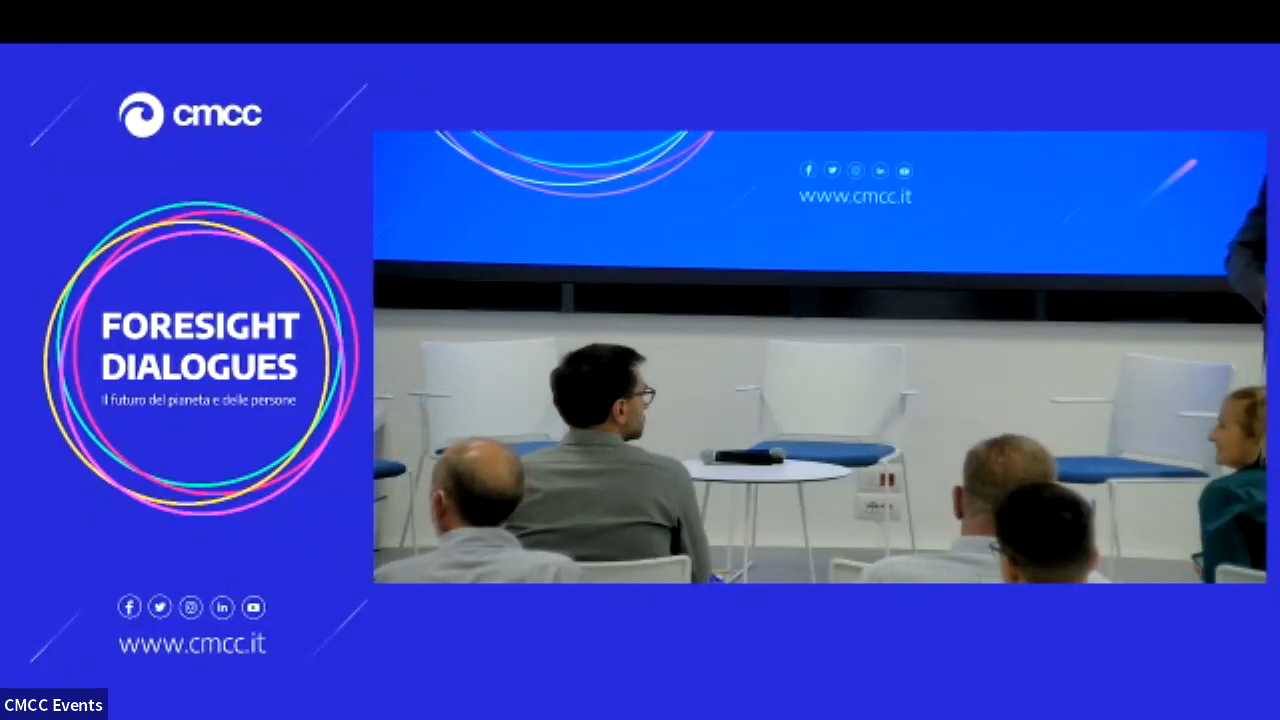 cmcc
FORESIGHT
DIALOGUES
Il futuro del pianeta e delle persone
www.cmcc.it
www.cmcc.it
CMCC Events